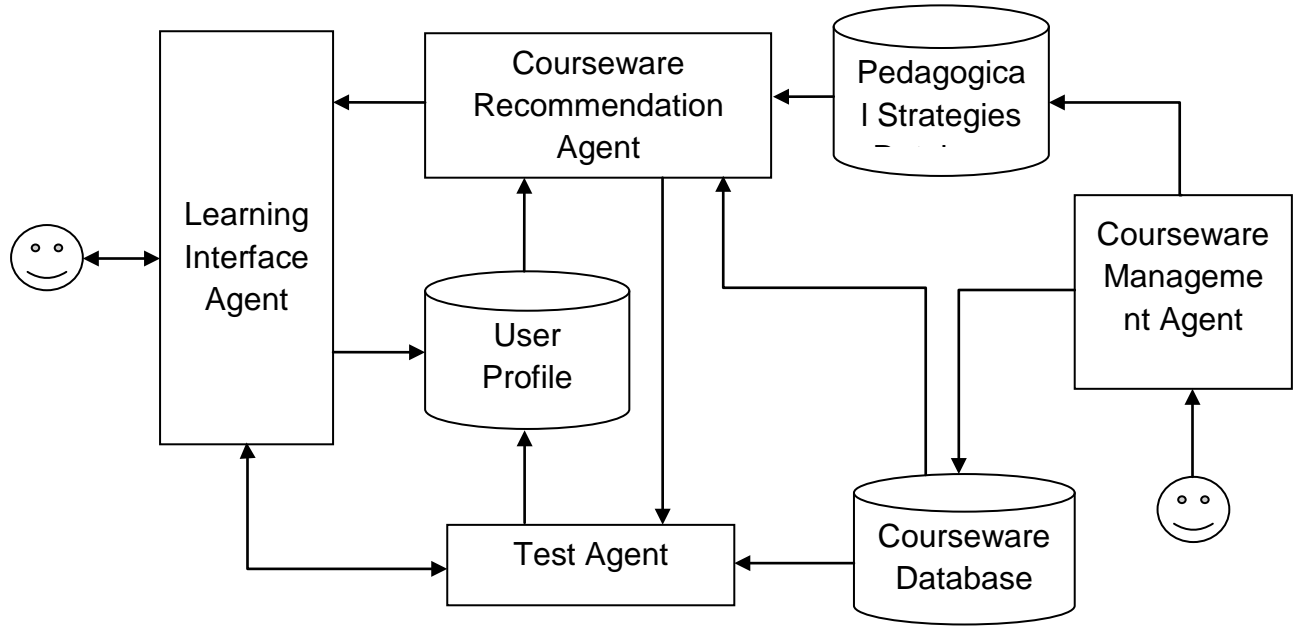 Courseware
Recommendation
Agent
Pedagogica
l Strategies
Learning
Interface
Agent
Courseware
Manageme
nt Agent
User
Profile
Test Agent
Courseware
Database